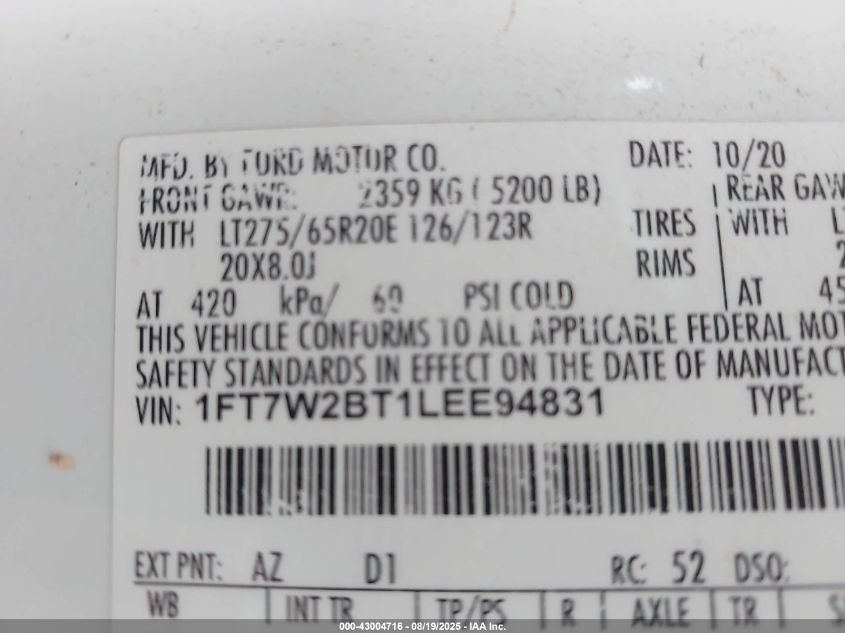 MFD. BY FORD MOTOR CO. DATE: 10/20
FRONT GAWR: 2359 KG ( 5200 LB) REAR GAW
WITH LT275/65R20E 126/123R TIRES WITH L
20X8.0J RIMS 2
AT 420 kPa/ 60 PSI COLD AT 45
THIS VEHICLE CONFORMS TO ALL APPLICABLE FEDERAL MOT
SAFETY STANDARDS IN EFFECT ON THE DATE OF MANUFACT
VIN: 1FT7W2BT1LEE94831 TYPE:
EXT PNT: AZ D1 RC: 52 DSO:
WB INT TR TP/PS R AXLE TR S
000-43004716 - 08/19/2025 - IAA Inc.